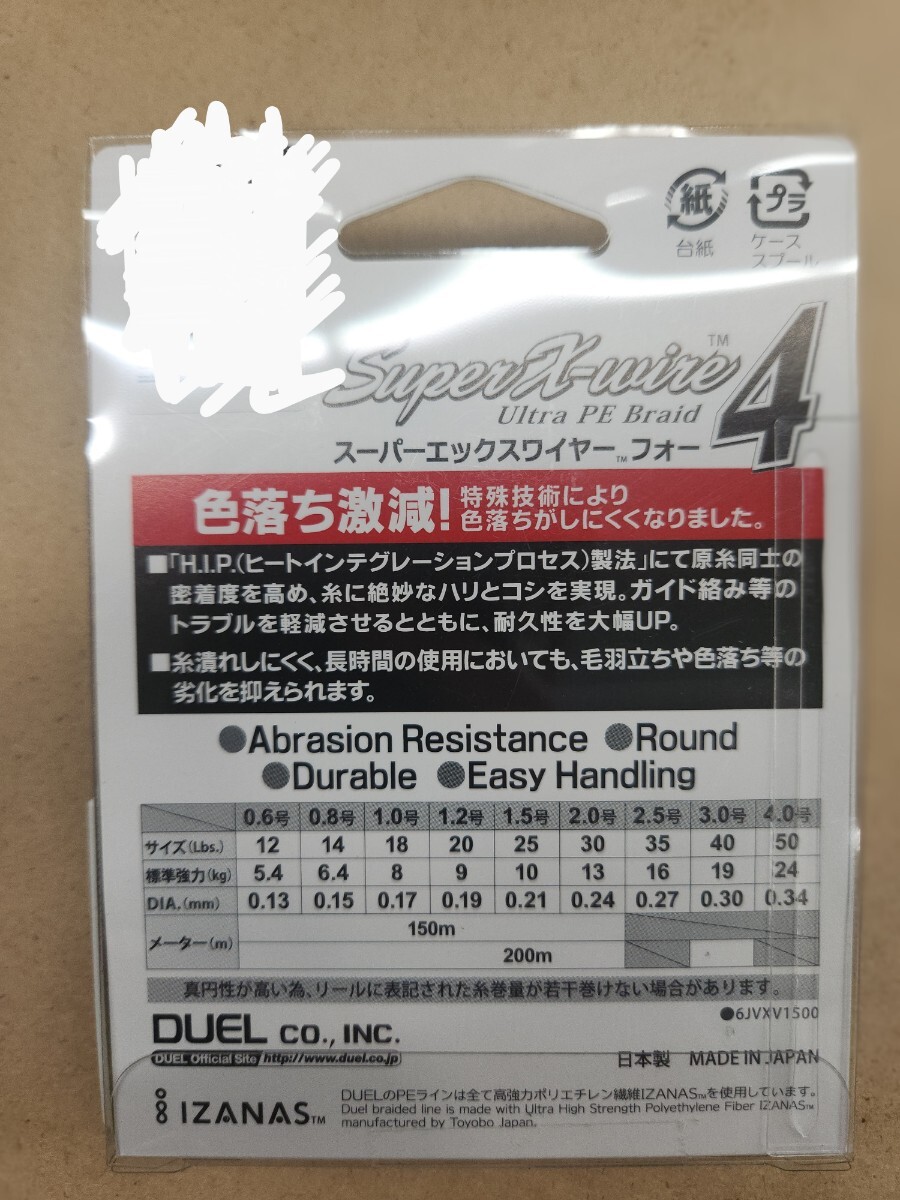 紙
プラ
台紙
ケース
スプール
Super X-wire™ 4
Ultra PE Braid
スーパーエックスワイヤー™フォー
色落ち激減!
特殊技術により
色落ちがしにくくなりました。
■「H.I.P.(ヒートインテグレーションプロセス)製法」にて原糸同士の
密着度を高め、糸に絶妙なハリとコシを実現。ガイド絡み等の
トラブルを軽減させるとともに、耐久性を大幅UP。
■糸潰れしにくく、長時間の使用においても、毛羽立ちや色落ち等の
劣化を抑えられます。
●Abrasion Resistance ●Round
●Durable ●Easy Handling
0.6号 0.8号 1.0号 1.2号 1.5号 2.0号 2.5号 3.0号 4.0号
サイズ(Lbs.) 12 14 18 20 25 30 35 40 50
標準強力(kg) 5.4 6.4 8 9 10 13 16 19 24
DIA.(mm) 0.13 0.15 0.17 0.19 0.21 0.24 0.27 0.30 0.34
メーター(m) 150m
200m
真円性が高い為、リールに表記された糸巻量が若干巻けない場合があります。
●6JVXV1500
DUEL CO., INC.
DUEL Official Site http://www.duel.co.jp
日本製 MADE IN JAPAN
IZANAS™
DUELのPEラインは全て高強力ポリエチレン繊維IZANAS™を使用しています。
Duel braided line is made with Ultra High Strength Polyethylene Fiber IZANAS™
manufactured by Toyobo Japan.